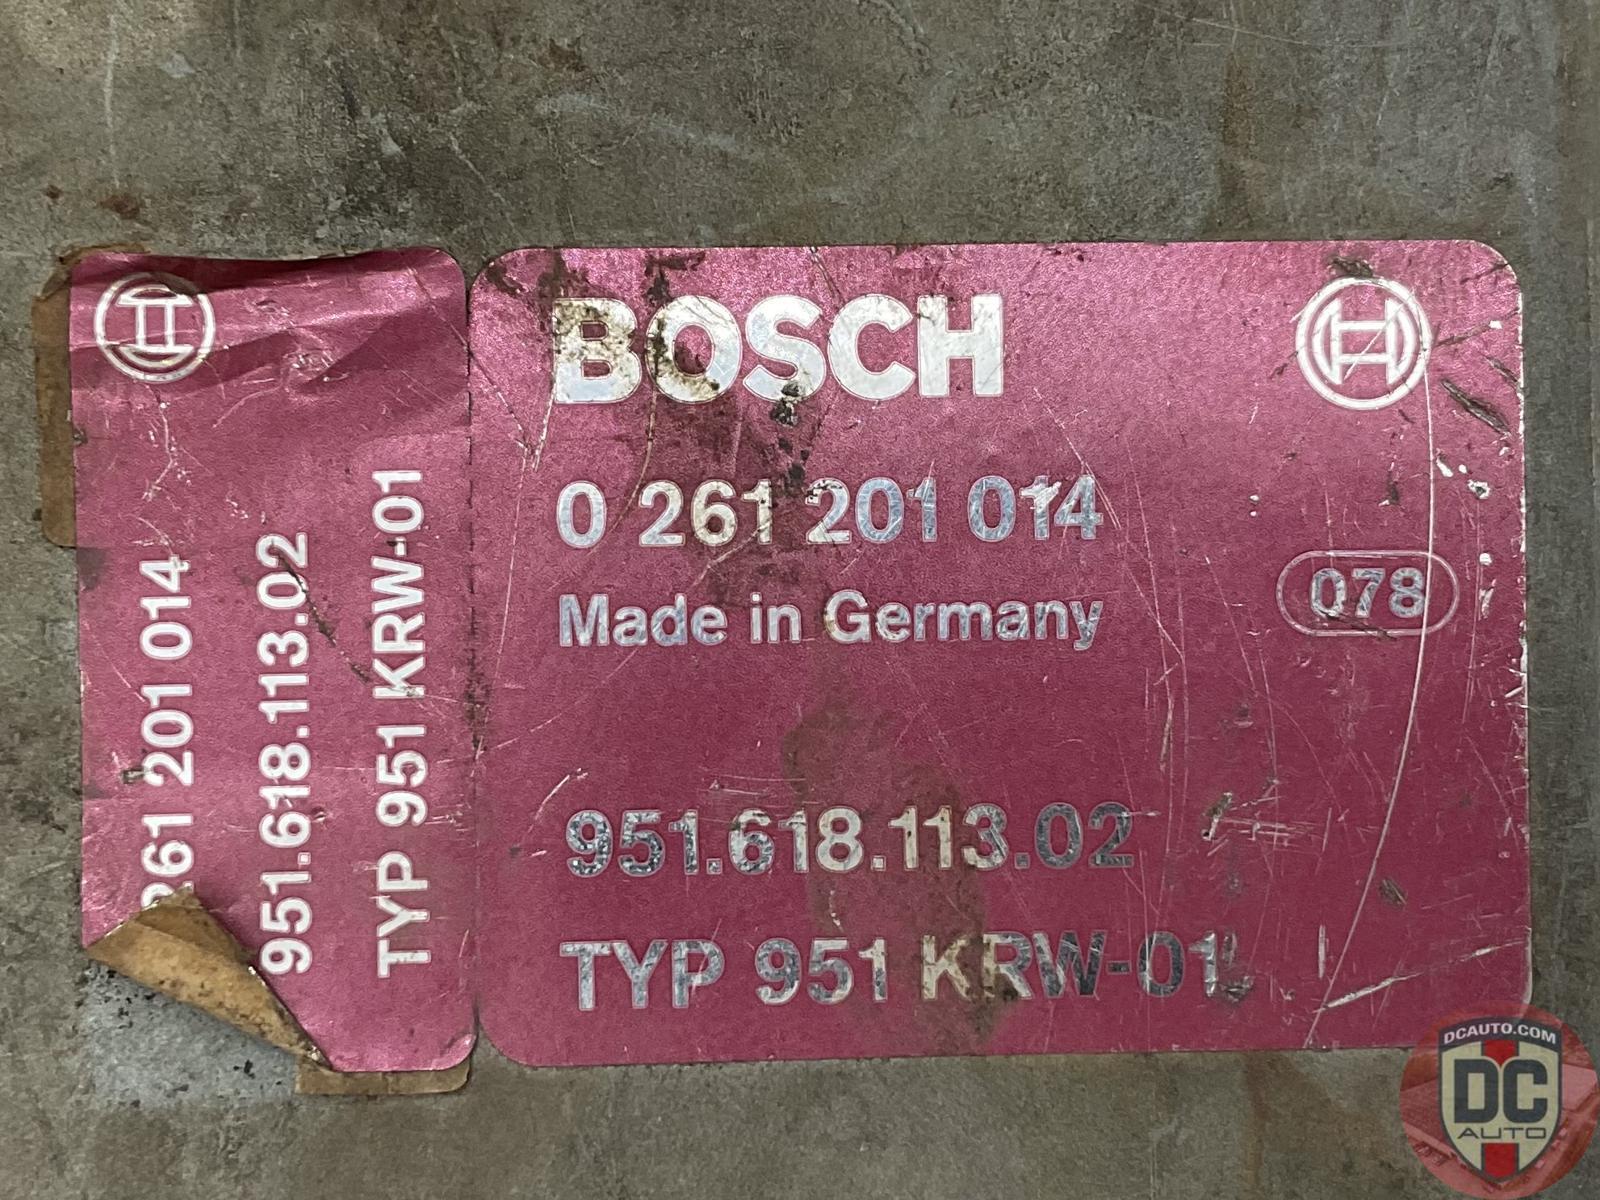 BOSCH
0 261 201 014
Made in Germany
078
951.618.113.02
TYP 951 KRW-01
261 201 014
951.618.113.02
TYP 951 KRW-01
DCAUTO.COM
DC
AUTO